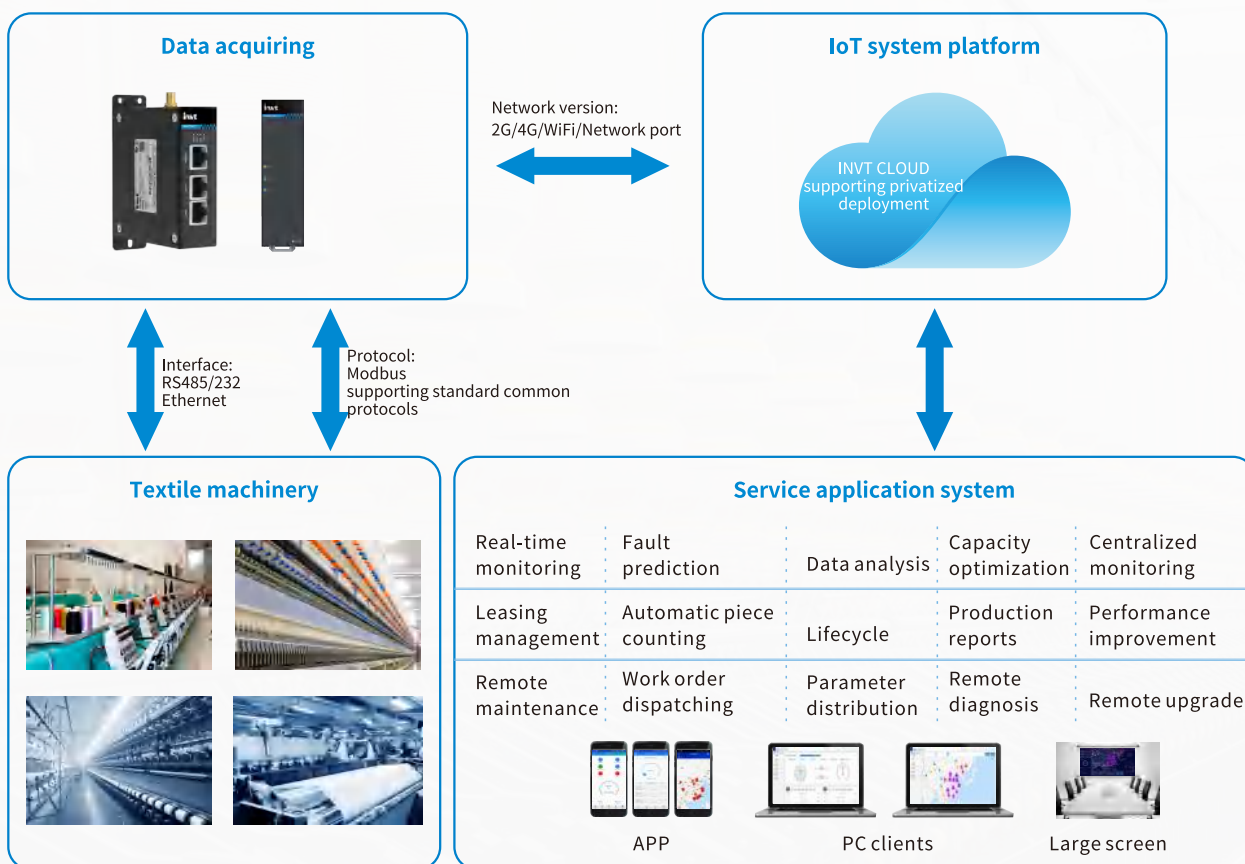 Data acquiring
invt
invt
Network version:
2G/4G/WiFi/Network port
IoT system platform
INVT CLOUD
supporting privatized
deployment
Interface:
RS485/232
Ethernet
Protocol:
Modbus
supporting standard common
protocols
Textile machinery
Service application system
Real-time
monitoring
Fault
prediction
Data analysis
Capacity
optimization
Centralized
monitoring
Leasing
management
Automatic piece
counting
Lifecycle
Production
reports
Performance
improvement
Remote
maintenance
Work order
dispatching
Parameter
distribution
Remote
diagnosis
Remote upgrade
APP
PC clients
Large screen